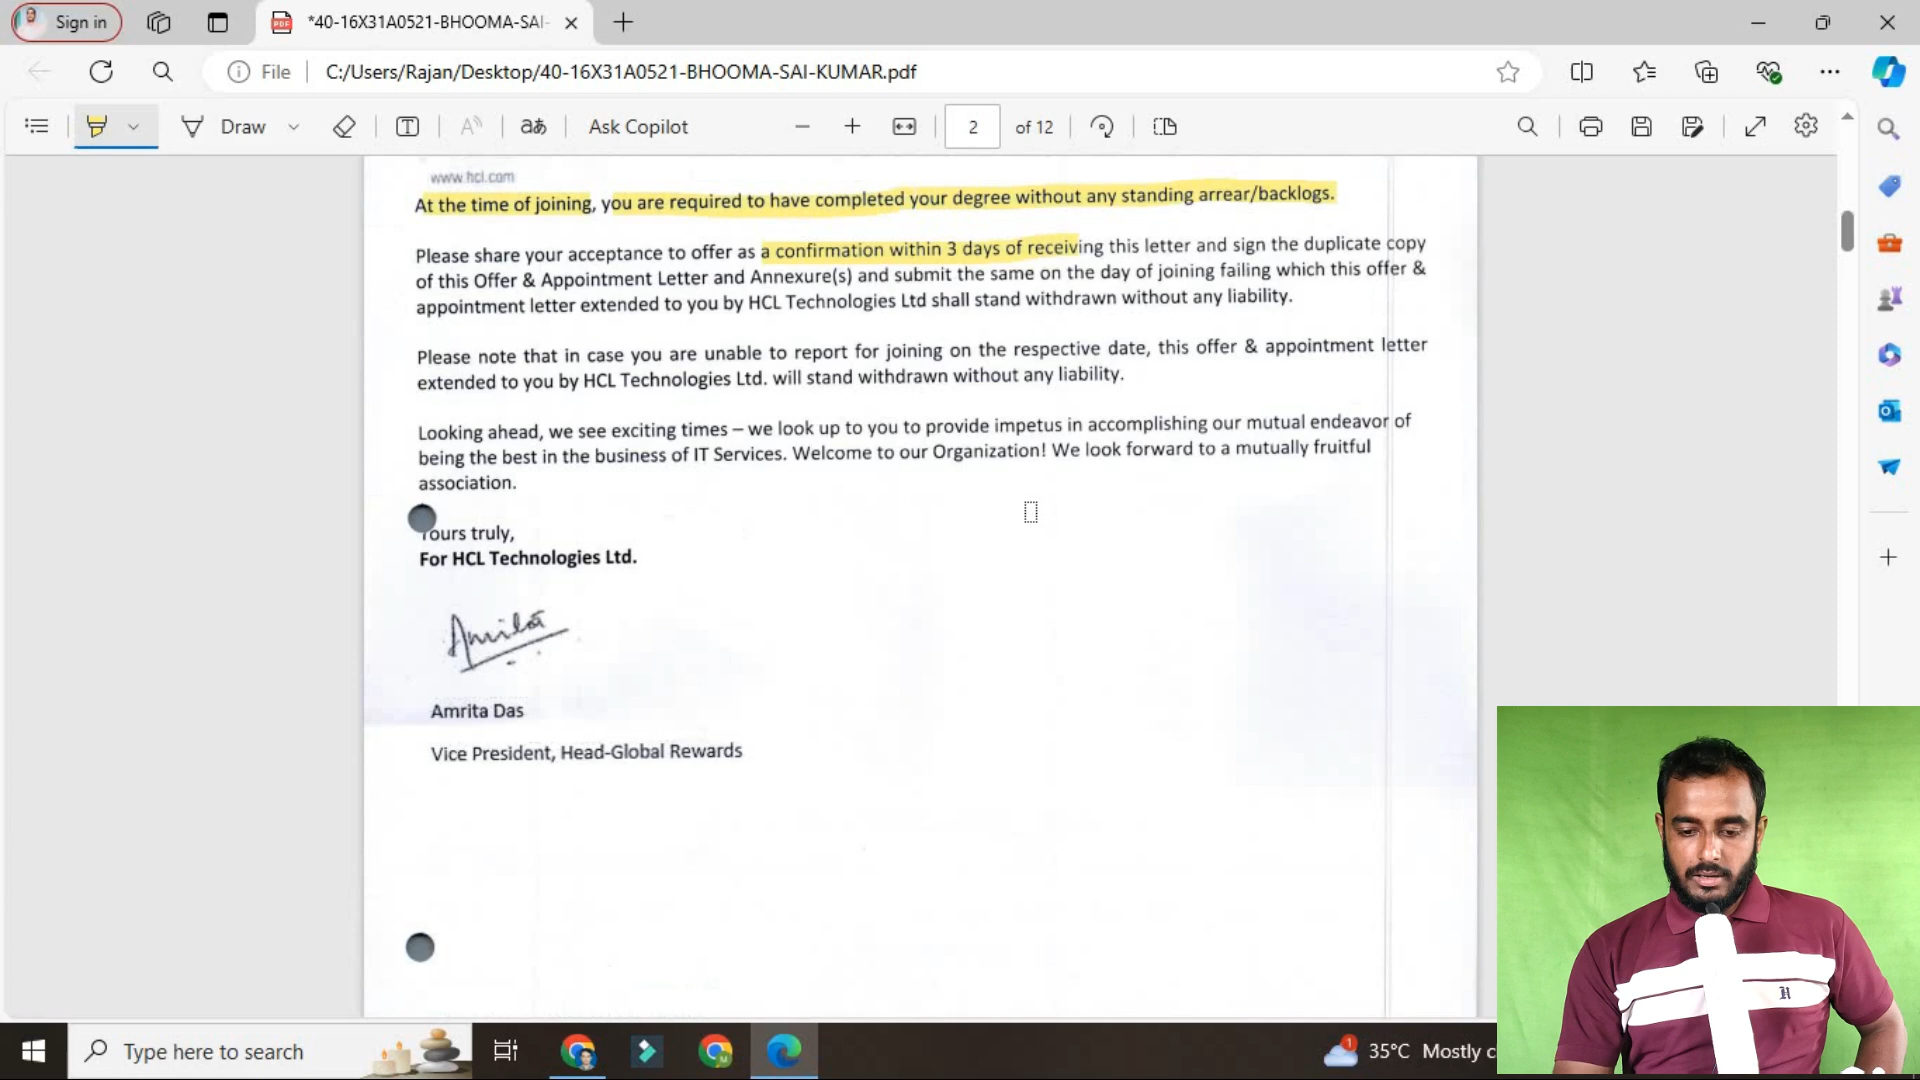 Sign in
*40-16X31A0521-BHOOMA-SAI-
File
C:/Users/Rajan/Desktop/40-16X31A0521-BHOOMA-SAI-KUMAR.pdf
Draw
Ask Copilot
2
of 12
www.hcl.com
At the time of joining, you are required to have completed your degree without any standing arrear/backlogs.
Please share your acceptance to offer as a confirmation within 3 days of receiving this letter and sign the duplicate copy
of this Offer & Appointment Letter and Annexure(s) and submit the same on the day of joining failing which this offer &
appointment letter extended to you by HCL Technologies Ltd shall stand withdrawn without any liability.
Please note that in case you are unable to report for joining on the respective date, this offer & appointment letter
extended to you by HCL Technologies Ltd. will stand withdrawn without any liability.
Looking ahead, we see exciting times – we look up to you to provide impetus in accomplishing our mutual endeavor of
being the best in the business of IT Services. Welcome to our Organization! We look forward to a mutually fruitful
association.
Yours truly,
For HCL Technologies Ltd.
Amrita
Amrita Das
Vice President, Head-Global Rewards
H
Type here to search
1
35°C Mostly c